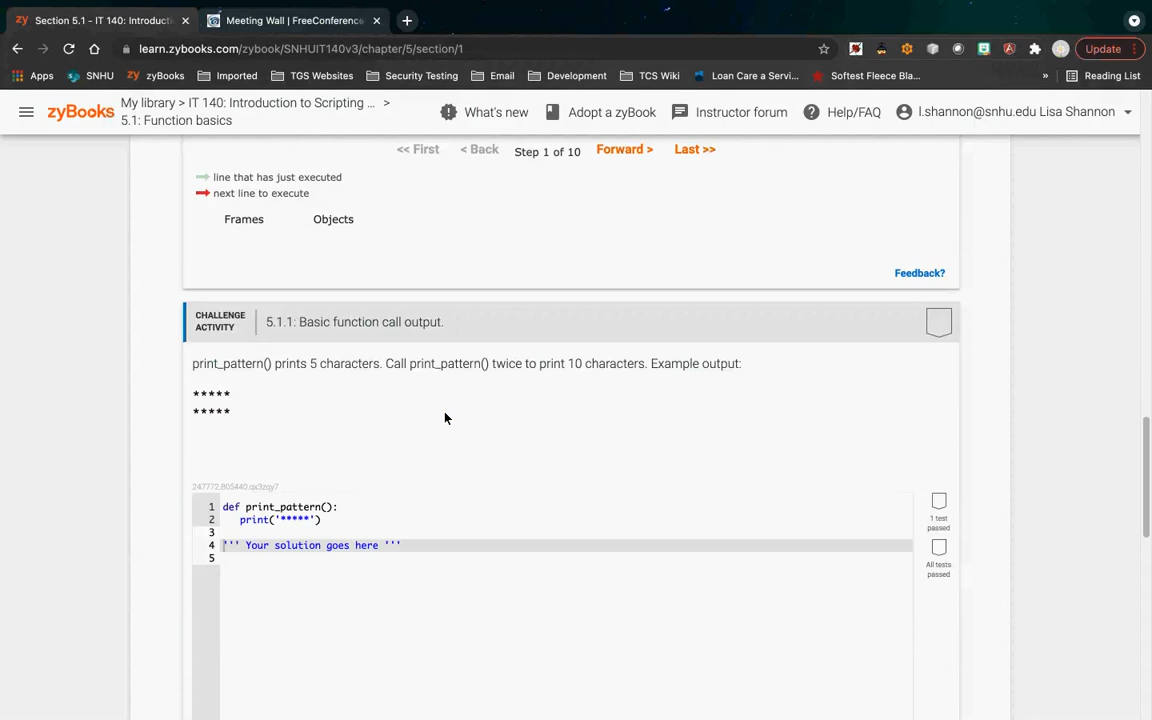 Section 5.1 - IT 140: Introducti
Meeting Wall | FreeConference
learn.zybooks.com/zybook/SNHUIT140v3/chapter/5/section/1
Update
Apps SNHU zyBooks Imported TGS Websites Security Testing Email Development TCS Wiki Loan Care a Servi... Softest Fleece Bla... » Reading List
zyBooks
My library > IT 140: Introduction to Scripting ... >
5.1: Function basics
What's new Adopt a zyBook Instructor forum Help/FAQ l.shannon@snhu.edu Lisa Shannon
<< First < Back Step 1 of 10 Forward > Last >>
line that has just executed
next line to execute
Frames Objects
Feedback?
CHALLENGE
ACTIVITY
5.1.1: Basic function call output.
print_pattern() prints 5 characters. Call print_pattern() twice to print 10 characters. Example output:
*****
*****
247772.805440.qx3zqy7
1 def print_pattern():
2 print('*****')
3
4 ''' Your solution goes here '''
5
1 test
passed
All tests
passed